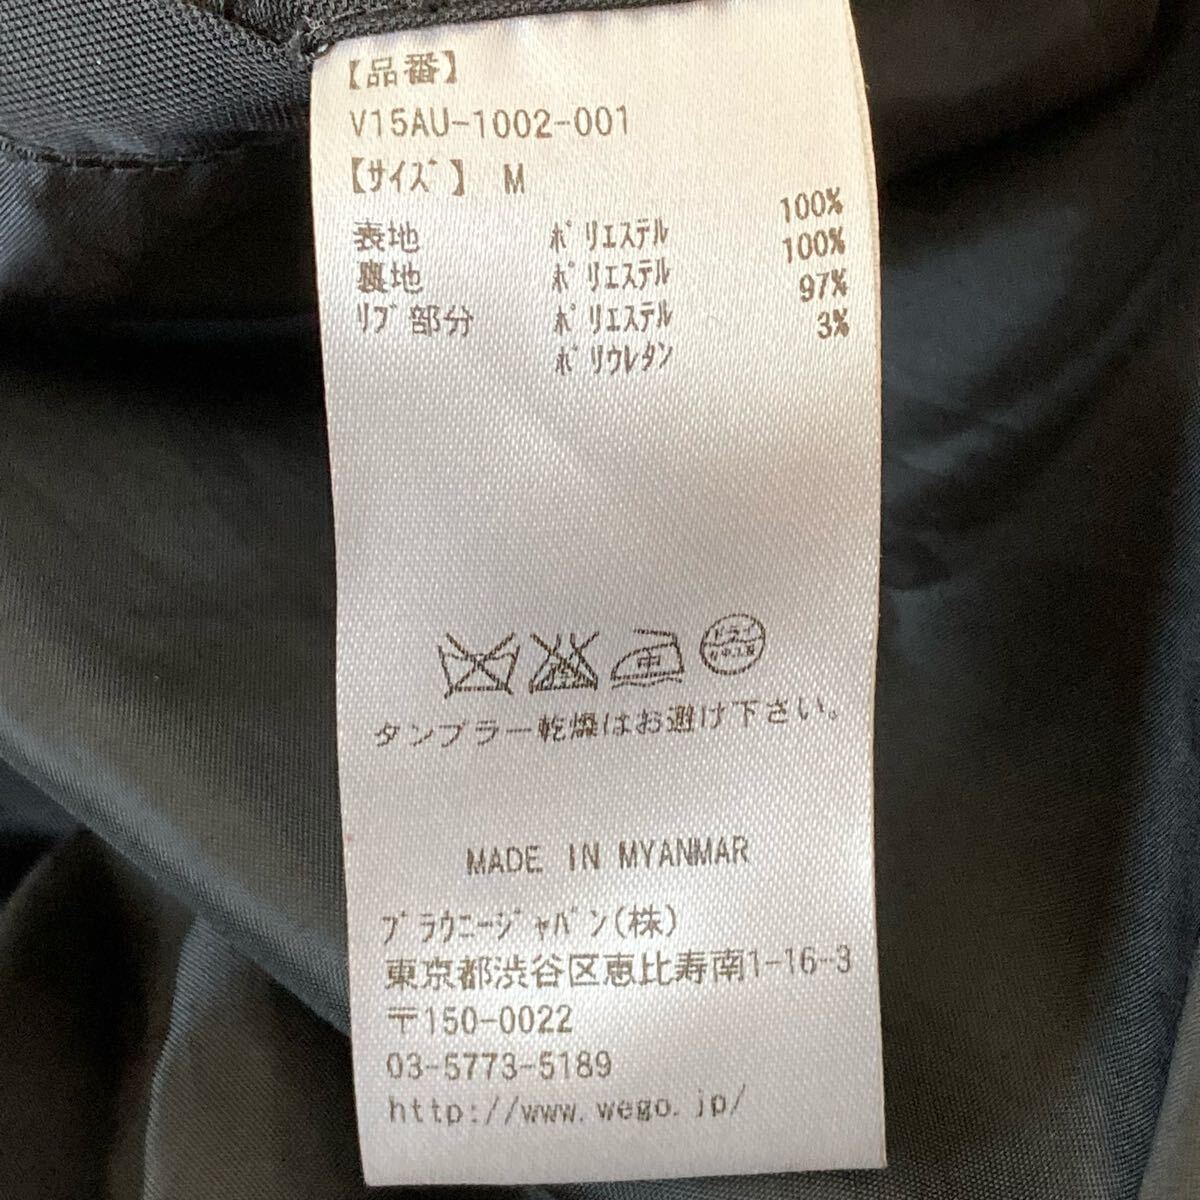 【品番】
V15AU-1002-001
【ｻｲｽﾞ】 M
表地 ﾎﾟﾘｴｽﾃﾙ 100%
裏地 ﾎﾟﾘｴｽﾃﾙ 100%
ﾘﾌﾞ部分 ﾎﾟﾘｴｽﾃﾙ 97%
ﾎﾟﾘｳﾚﾀﾝ 3%
中
ドライ
タンブラー乾燥はお避け下さい。
MADE IN MYANMAR
ﾌﾞﾗｳﾆｰｼﾞｬﾊﾟﾝ(株)
東京都渋谷区恵比寿南1-16-3
〒150-0022
03-5773-5189
http://www.wego.jp/